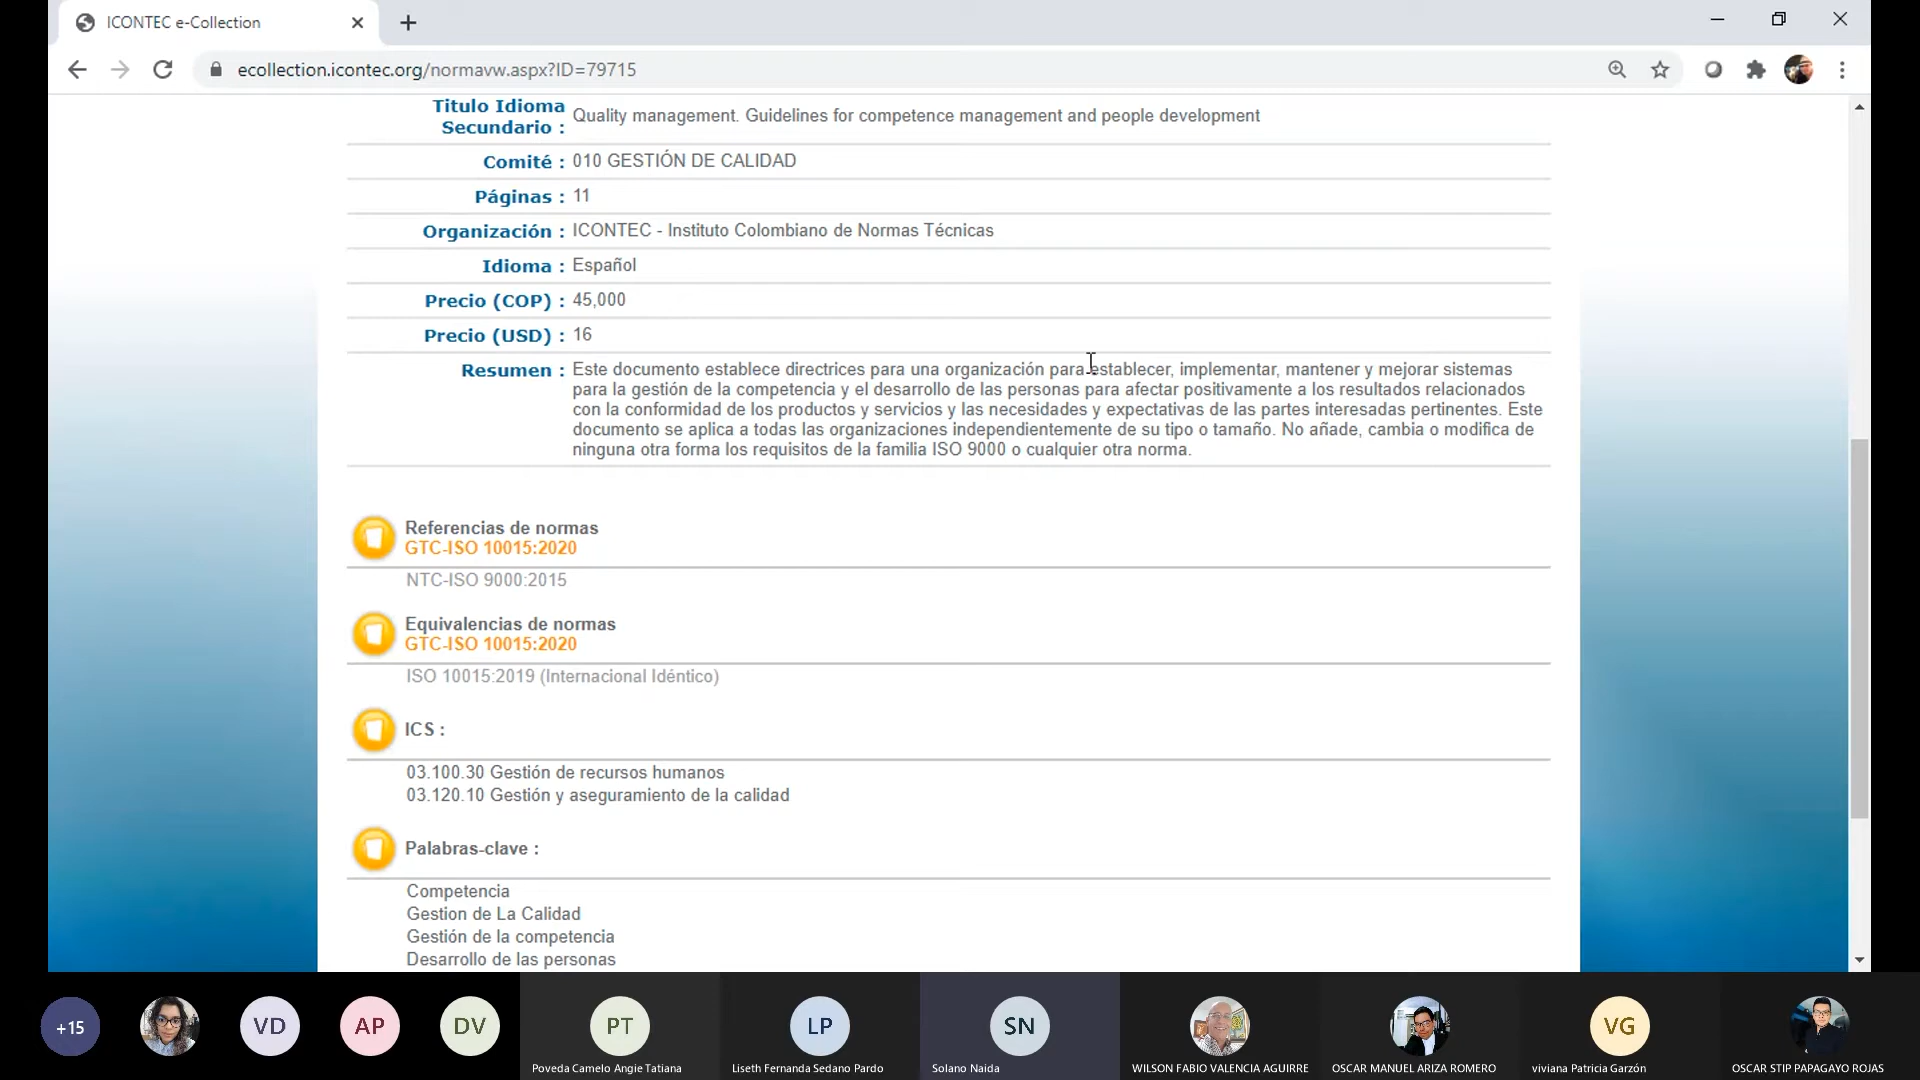 ICONTEC e-Collection
ecollection.icontec.org/normavw.aspx?ID=79715
Titulo Idioma
Secundario : Quality management. Guidelines for competence management and people development
Comité : 010 GESTIÓN DE CALIDAD
Páginas : 11
Organización : ICONTEC - Instituto Colombiano de Normas Técnicas
Idioma : Español
Precio (COP) : 45,000
Precio (USD) : 16
Resumen : Este documento establece directrices para una organización para establecer, implementar, mantener y mejorar sistemas
para la gestión de la competencia y el desarrollo de las personas para afectar positivamente a los resultados relacionados
con la conformidad de los productos y servicios y las necesidades y expectativas de las partes interesadas pertinentes. Este
documento se aplica a todas las organizaciones independientemente de su tipo o tamaño. No añade, cambia o modifica de
ninguna otra forma los requisitos de la familia ISO 9000 o cualquier otra norma.
Referencias de normas
GTC-ISO 10015:2020
NTC-ISO 9000:2015
Equivalencias de normas
GTC-ISO 10015:2020
ISO 10015:2019 (Internacional Idéntico)
ICS :
03.100.30 Gestión de recursos humanos
03.120.10 Gestión y aseguramiento de la calidad
Palabras-clave :
Competencia
Gestion de La Calidad
Gestión de la competencia
Desarrollo de las personas
+15 VD AP DV PT LP SN VG
Poveda Camelo Angie Tatiana Liseth Fernanda Sedano Pardo Solano Naida WILSON FABIO VALENCIA AGUIRRE OSCAR MANUEL ARIZA ROMERO viviana Patricia Garzón OSCAR STIP PAPAGAYO ROJAS